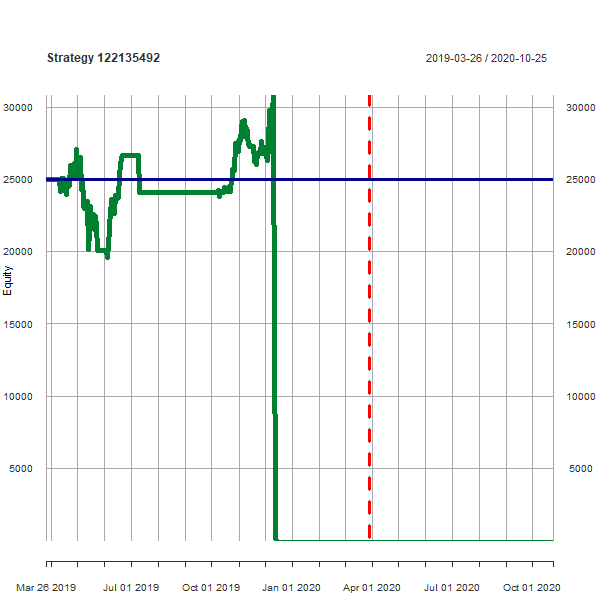 Strategy 122135492
2019-03-26 / 2020-10-25
30000
30000
25000
25000
20000
20000
15000
15000
10000
10000
5000
5000
Equity
Mar 26 2019
Jul 01 2019
Oct 01 2019
Jan 01 2020
Apr 01 2020
Jul 01 2020
Oct 01 2020